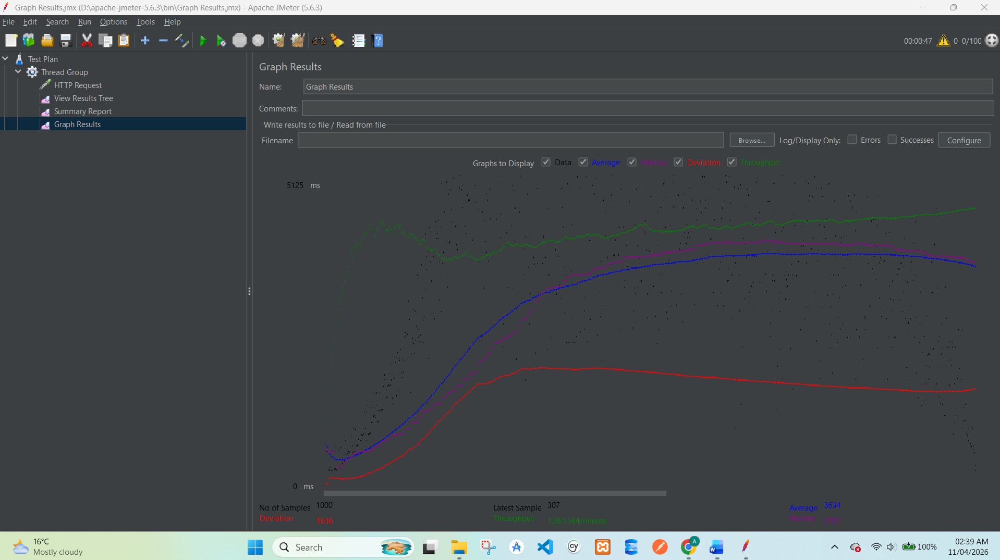 Graph Results.jmx (D:\apache-jmeter-5.6.3\bin\Graph Results.jmx) - Apache JMeter (5.6.3)
File Edit Search Run Options Tools Help
STOP
00:00:47 0 0/100
Test Plan
Thread Group
HTTP Request
View Results Tree
Summary Report
Graph Results
Graph Results
Name: Graph Results
Comments:
Write results to file / Read from file
Filename Browse... Log/Display Only: Errors Successes Configure
Graphs to Display Data Average Median Deviation Throughput
5125 ms
0 ms
No of Samples 1000 Latest Sample 307 Average 3634
Deviation 1636 Throughput 1,261.564/minute Median 3787
16°C
Mostly cloudy
Search
CY
A
W
100%
02:39 AM
11/04/2026